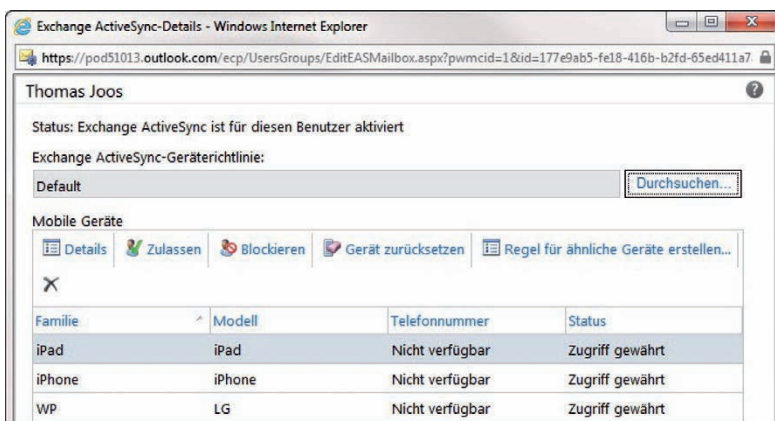 Exchange ActiveSync-Details - Windows Internet Explorer
https://pod51013.outlook.com/ecp/UsersGroups/EditEASMailbox.aspx?pwmcid=1&id=177e9ab5-fe18-416b-b2fd-65ed411a7
Thomas Joos
Status: Exchange ActiveSync ist für diesen Benutzer aktiviert
Exchange ActiveSync-Geräterichtlinie:
Default Durchsuchen...
Mobile Geräte
Details Zulassen Blockieren Gerät zurücksetzen Regel für ähnliche Geräte erstellen...
Familie Modell Telefonnummer Status
iPad iPad Nicht verfügbar Zugriff gewährt
iPhone iPhone Nicht verfügbar Zugriff gewährt
WP LG Nicht verfügbar Zugriff gewährt